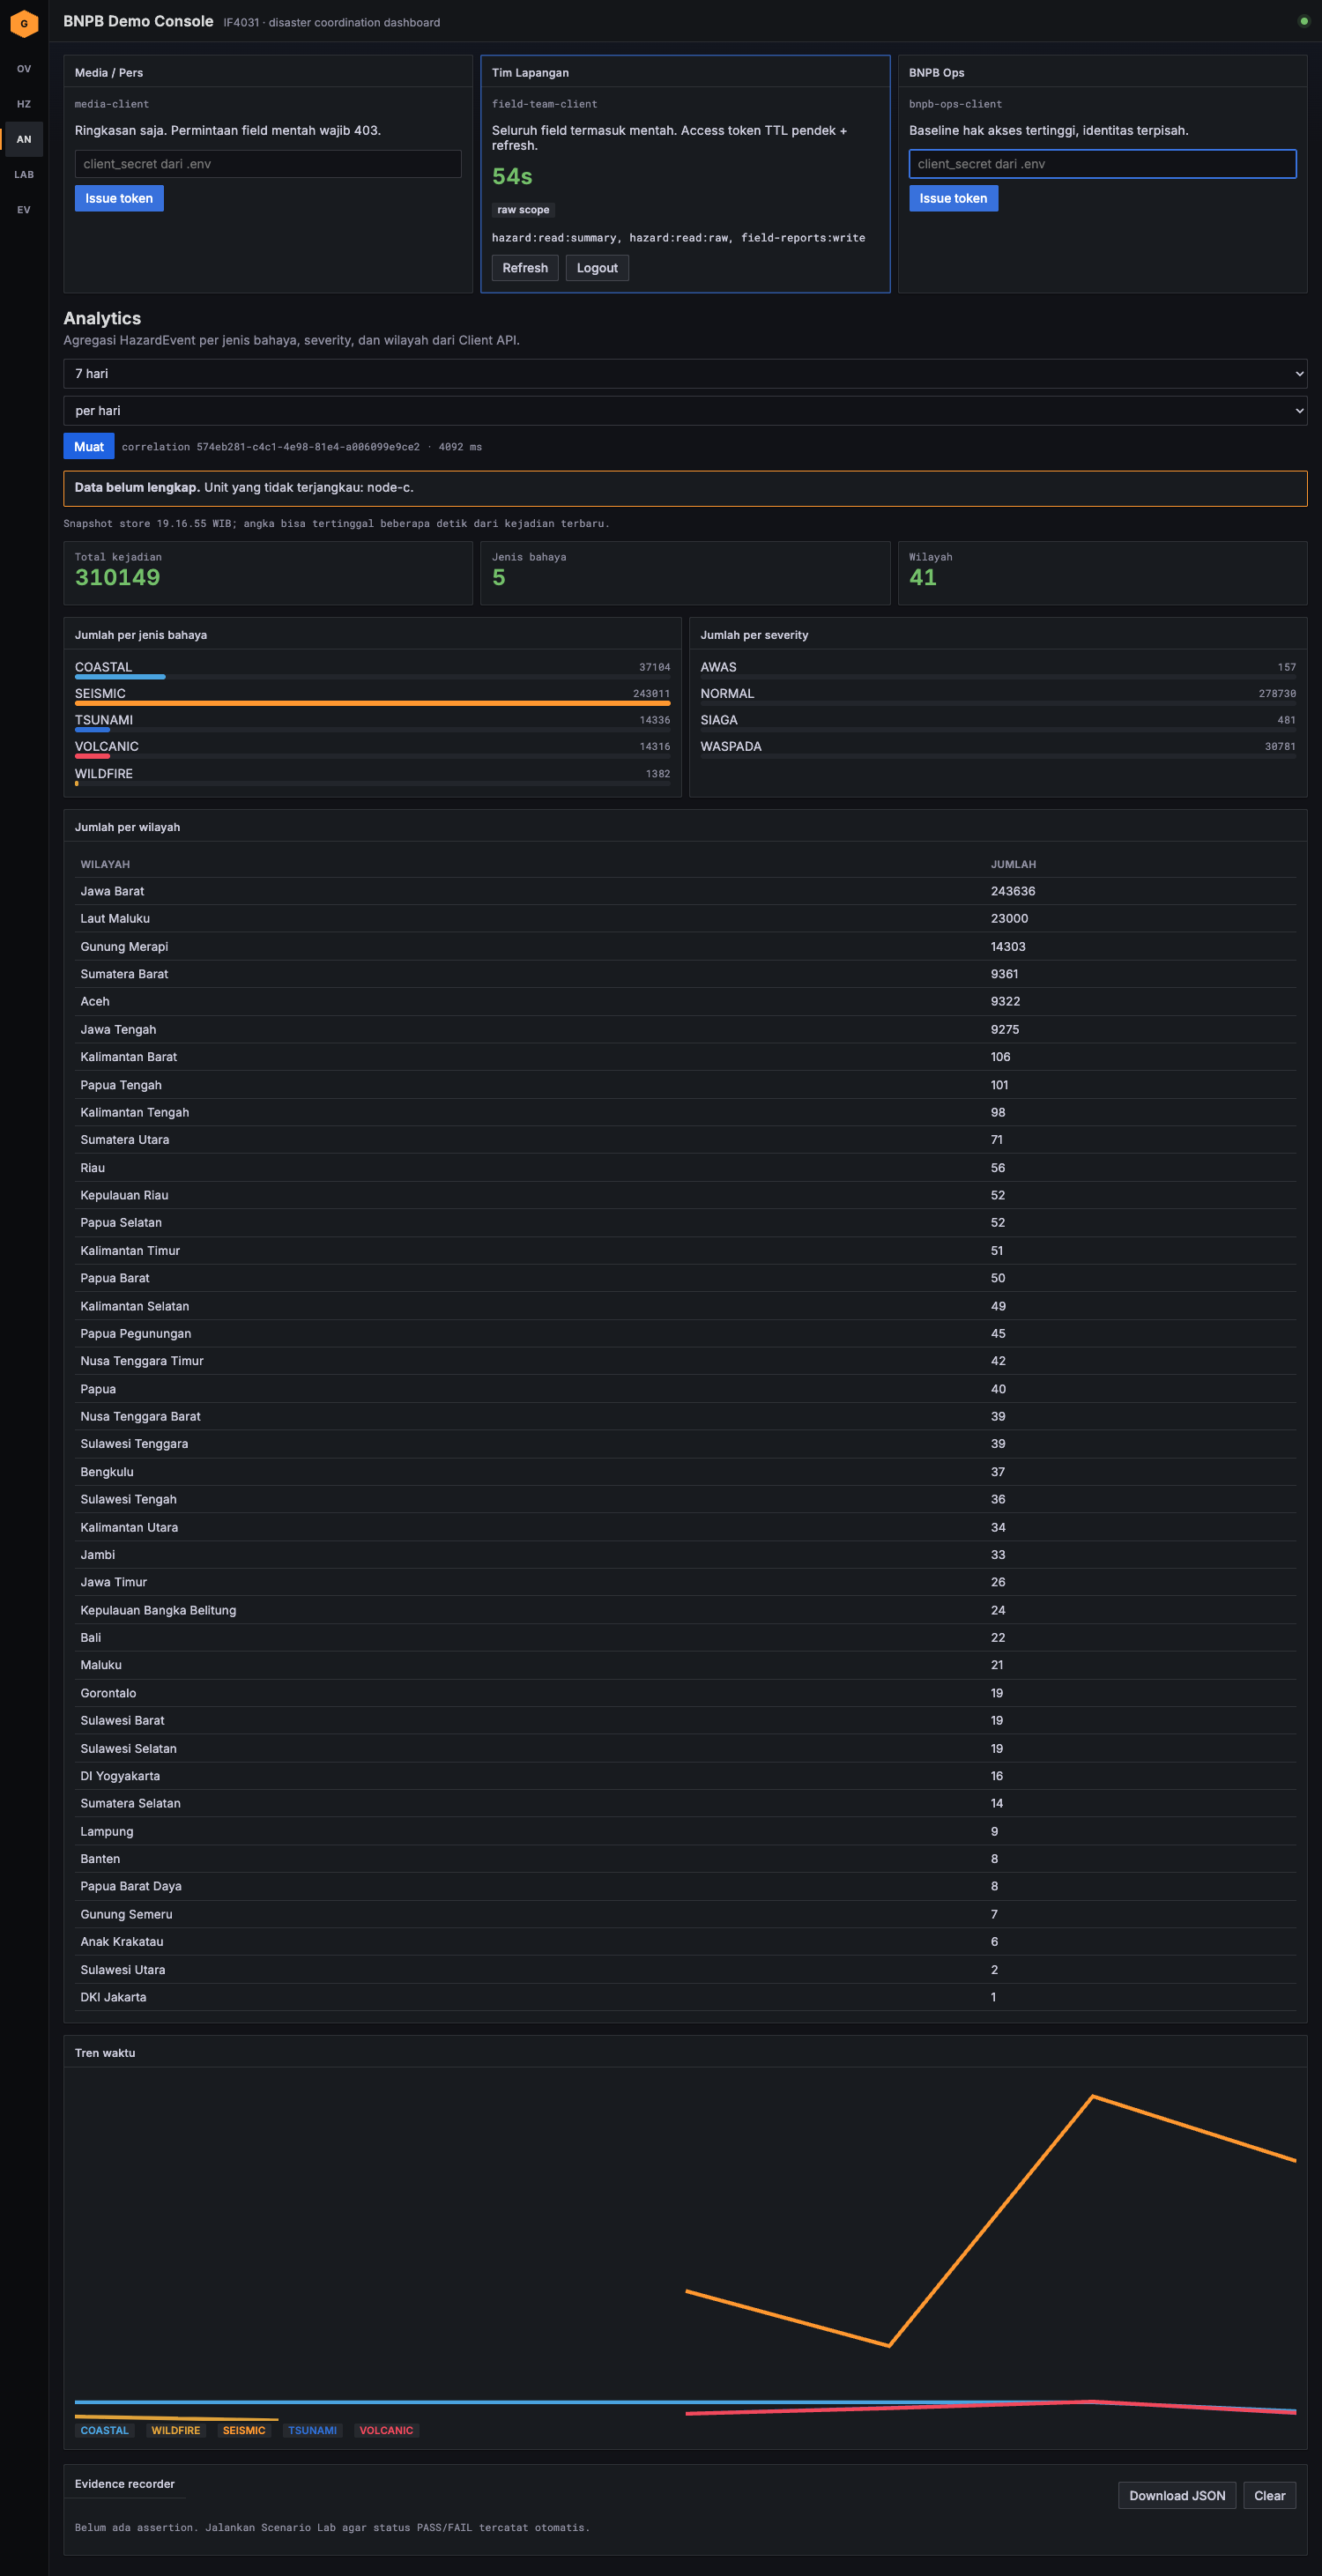 G
BNPB Demo Console IF4031 · disaster coordination dashboard
OV
HZ
AN
LAB
EV
Media / Pers
media-client
Ringkasan saja. Permintaan field mentah wajib 403.
client_secret dari .env
Issue token
Tim Lapangan
field-team-client
Seluruh field termasuk mentah. Access token TTL pendek +
refresh.
54s
raw scope
hazard:read:summary, hazard:read:raw, field-reports:write
Refresh Logout
BNPB Ops
bnpb-ops-client
Baseline hak akses tertinggi, identitas terpisah.
client_secret dari .env
Issue token
Analytics
Agregasi HazardEvent per jenis bahaya, severity, dan wilayah dari Client API.
7 hari
per hari
Muat correlation 574eb281-c4c1-4e98-81e4-a006099e9ce2 · 4092 ms
Data belum lengkap. Unit yang tidak terjangkau: node-c.
Snapshot store 19.16.55 WIB; angka bisa tertinggal beberapa detik dari kejadian terbaru.
Total kejadian
310149
Jenis bahaya
5
Wilayah
41
Jumlah per jenis bahaya
COASTAL 37104
SEISMIC 243011
TSUNAMI 14336
VOLCANIC 14316
WILDFIRE 1382
Jumlah per severity
AWAS 157
NORMAL 278730
SIAGA 481
WASPADA 30781
Jumlah per wilayah
WILAYAH JUMLAH
Jawa Barat 243636
Laut Maluku 23000
Gunung Merapi 14303
Sumatera Barat 9361
Aceh 9322
Jawa Tengah 9275
Kalimantan Barat 106
Papua Tengah 101
Kalimantan Tengah 98
Sumatera Utara 71
Riau 56
Kepulauan Riau 52
Papua Selatan 52
Kalimantan Timur 51
Papua Barat 50
Kalimantan Selatan 49
Papua Pegunungan 45
Nusa Tenggara Timur 42
Papua 40
Nusa Tenggara Barat 39
Sulawesi Tenggara 39
Bengkulu 37
Sulawesi Tengah 36
Kalimantan Utara 34
Jambi 33
Jawa Timur 26
Kepulauan Bangka Belitung 24
Bali 22
Maluku 21
Gorontalo 19
Sulawesi Barat 19
Sulawesi Selatan 19
DI Yogyakarta 16
Sumatera Selatan 14
Lampung 9
Banten 8
Papua Barat Daya 8
Gunung Semeru 7
Anak Krakatau 6
Sulawesi Utara 2
DKI Jakarta 1
Tren waktu
COASTAL WILDFIRE SEISMIC TSUNAMI VOLCANIC
Evidence recorder
Download JSON Clear
Belum ada assertion. Jalankan Scenario Lab agar status PASS/FAIL tercatat otomatis.